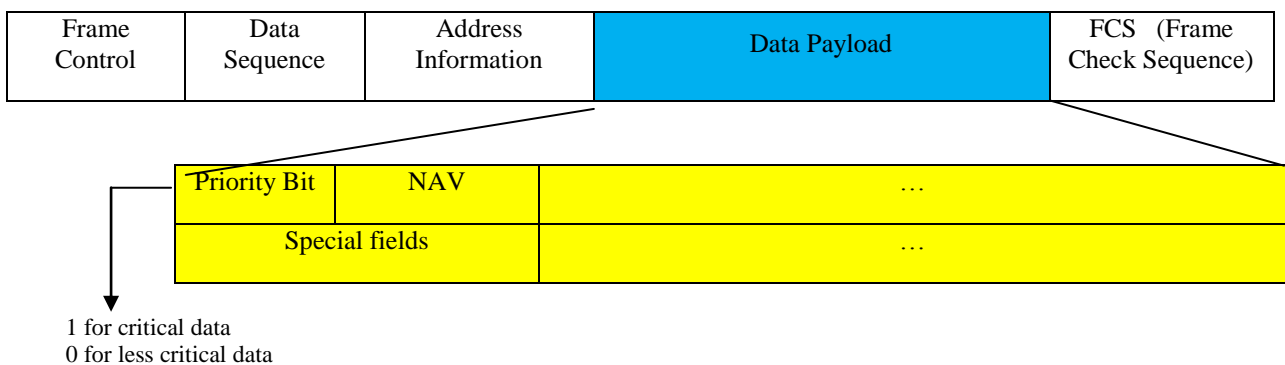 Frame
Control
Data
Sequence
Address
Information
Data Payload
FCS (Frame
Check Sequence)
Priority Bit
NAV
…
Special fields
…
1 for critical data
0 for less critical data